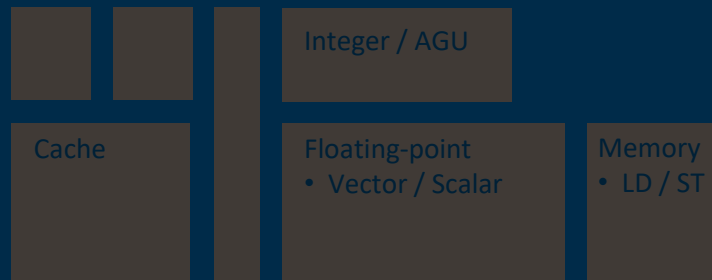 Integer / AGU
Cache
Floating-point
• Vector / Scalar
Memory
• LD / ST